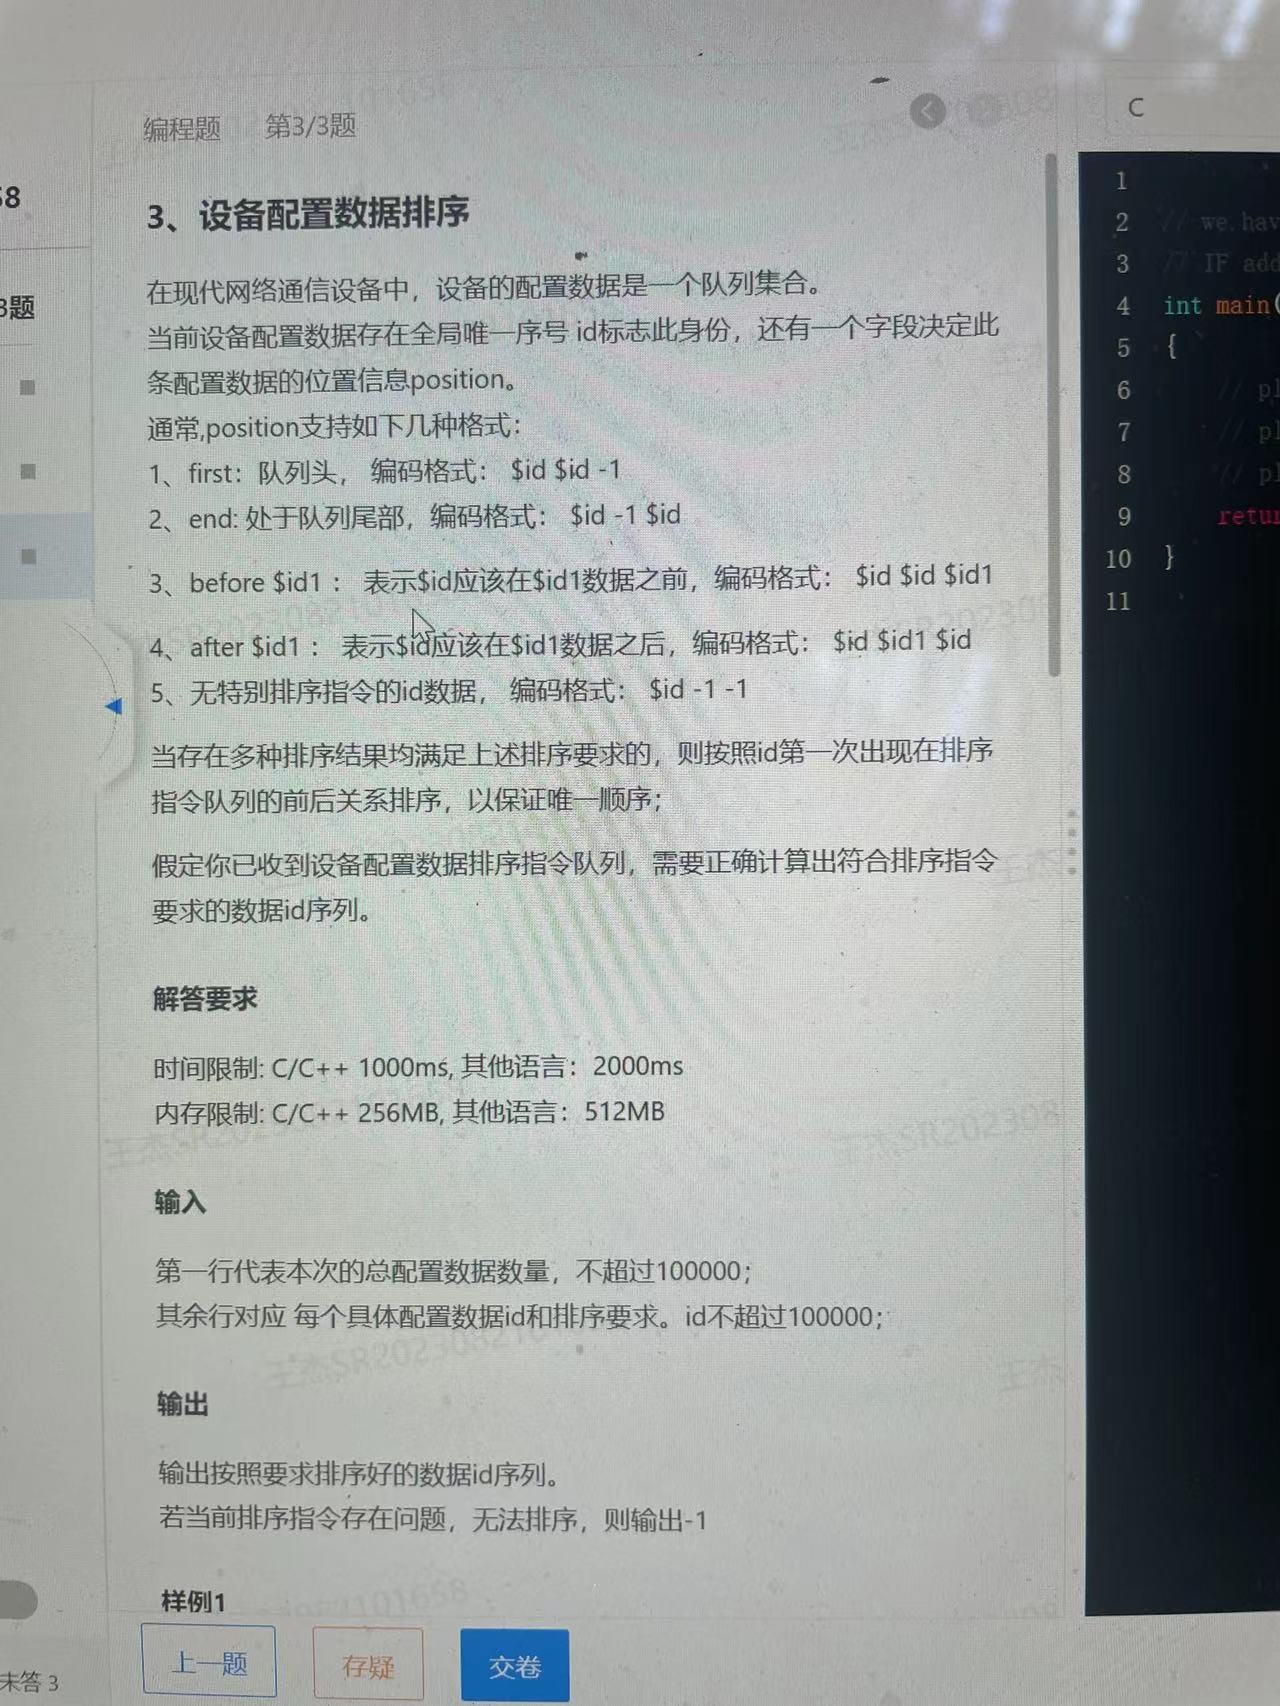 编程题 第3/3题
C
58
3、设备配置数据排序
3题
在现代网络通信设备中，设备的配置数据是一个队列集合。
当前设备配置数据存在全局唯一序号 id标志此身份，还有一个字段决定此
条配置数据的位置信息position。
通常,position支持如下几种格式：
1、first：队列头， 编码格式： $id $id -1
2、end: 处于队列尾部，编码格式： $id -1 $id
3、before $id1 ： 表示$id应该在$id1数据之前，编码格式： $id $id $id1
4、after $id1 ： 表示$id应该在$id1数据之后，编码格式： $id $id1 $id
5、无特别排序指令的id数据， 编码格式： $id -1 -1
当存在多种排序结果均满足上述排序要求的，则按照id第一次出现在排序
指令队列的前后关系排序，以保证唯一顺序；
假定你已收到设备配置数据排序指令队列，需要正确计算出符合排序指令
要求的数据id序列。
解答要求
时间限制: C/C++ 1000ms, 其他语言：2000ms
内存限制: C/C++ 256MB, 其他语言：512MB
输入
第一行代表本次的总配置数据数量，不超过100000；
其余行对应 每个具体配置数据id和排序要求。id不超过100000；
输出
输出按照要求排序好的数据id序列。
若当前排序指令存在问题，无法排序，则输出-1
样例1
上一题 存疑 交卷
未答 3
1
2 // we.hav
3 // IF add
4 int main(
5 {
6 // pl
7 // pl
8 // pl
9 retur
10 }
11